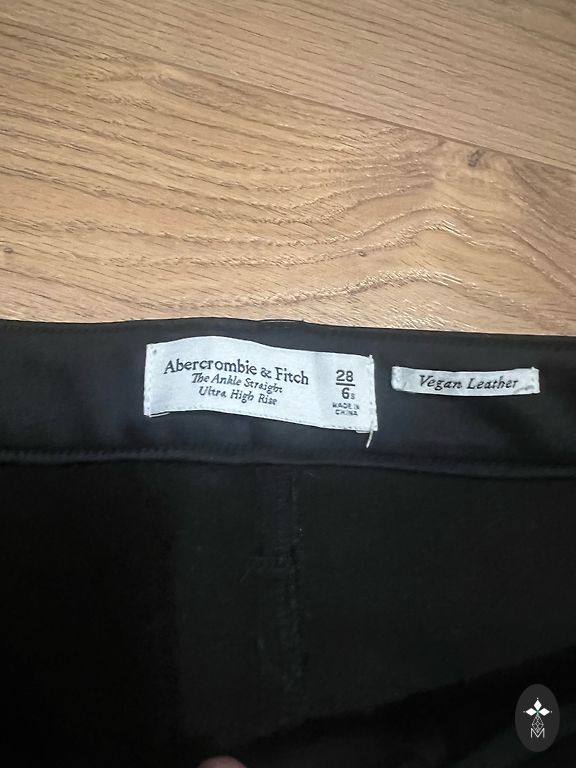 Abercrombie & Fitch
The Ankle Straight
Ultra High Rise
28
6s
MADE IN
CHINA
Vegan Leather
M